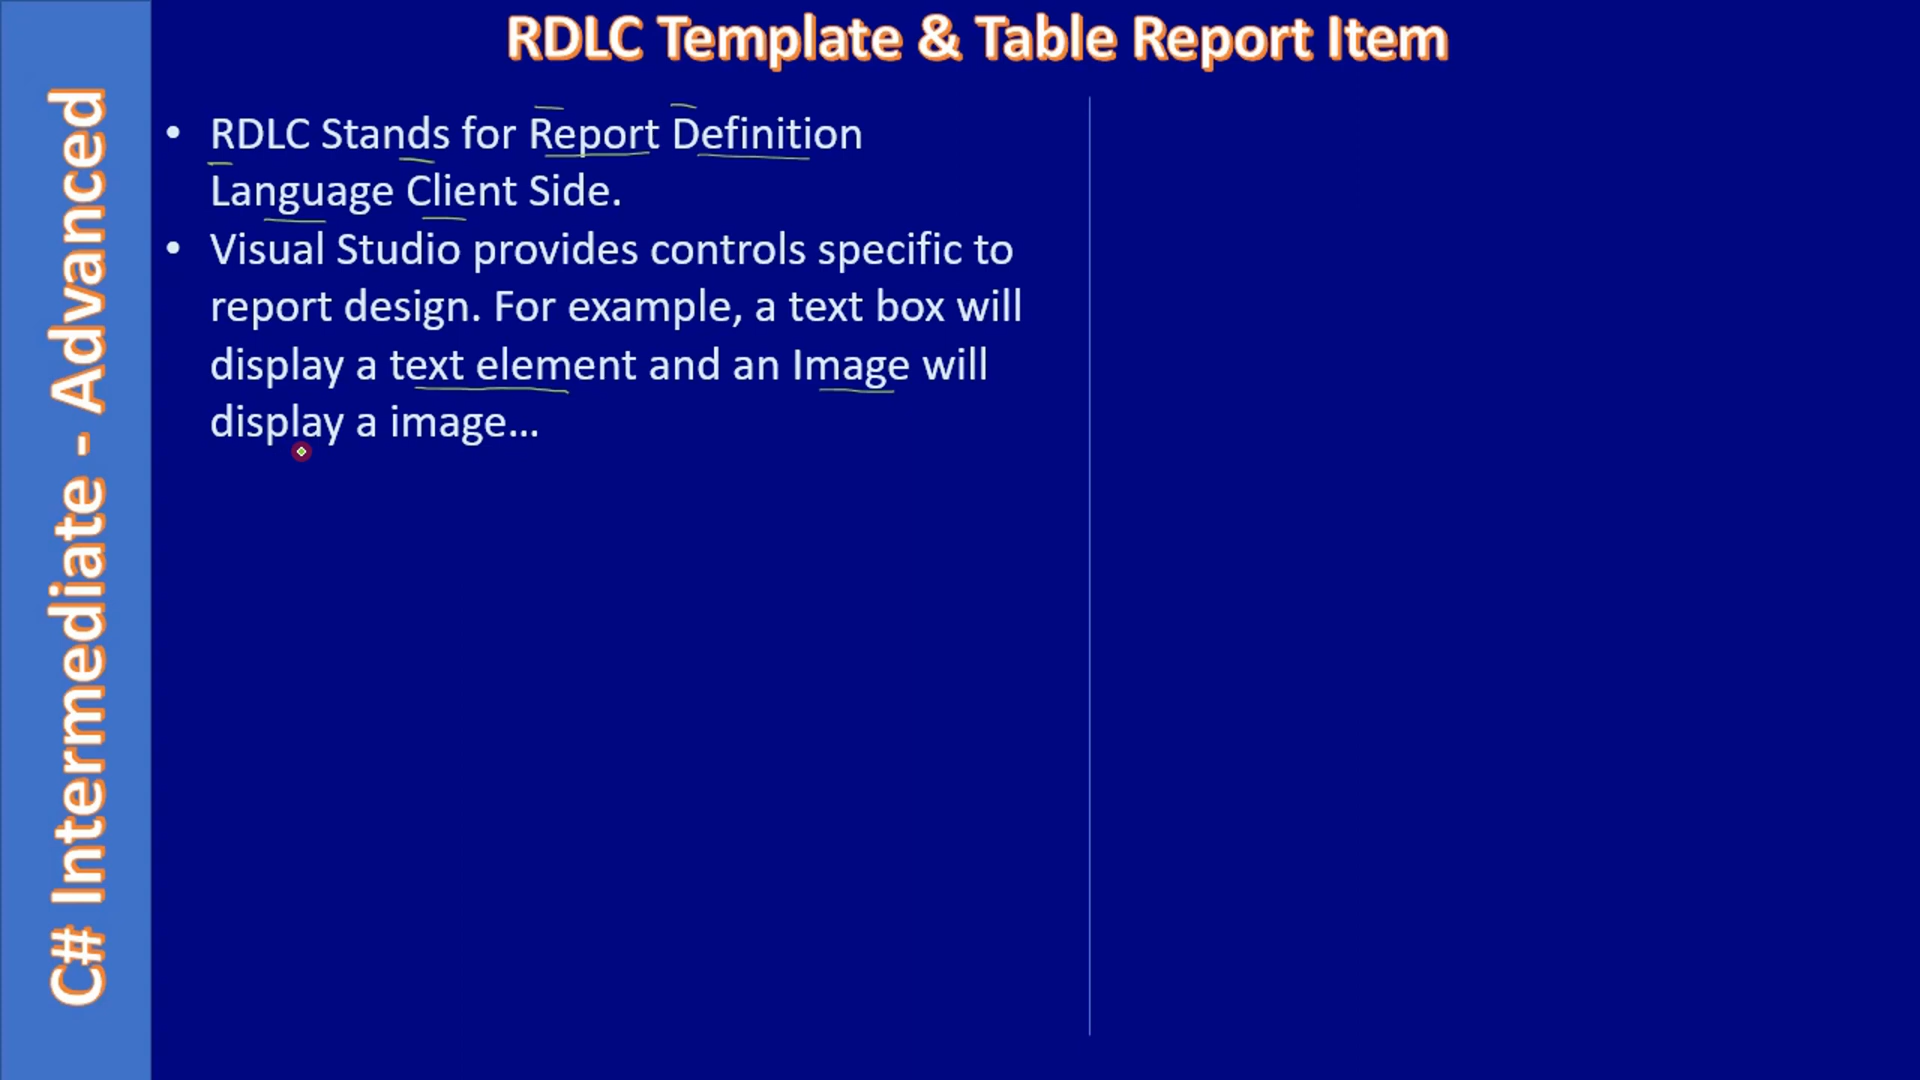 RDLC Template & Table Report Item
C# Intermediate - Advanced
• RDLC Stands for Report Definition
Language Client Side.
• Visual Studio provides controls specific to
report design. For example, a text box will
display a text element and an Image will
display a image...